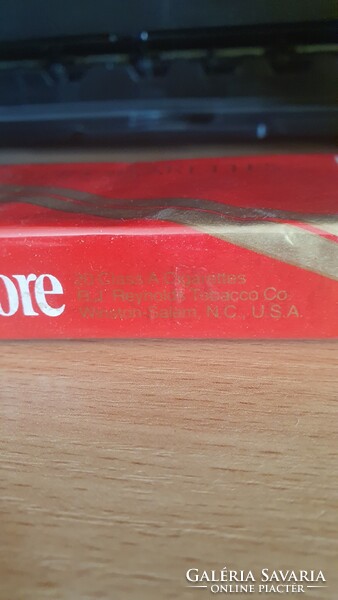 ore
20 Class A Cigarettes
R.J. Reynolds Tobacco Co.
Winston-Salem, N.C., U.S.A.
GALÉRIA SAVARIA
ONLINE PIACTÉR